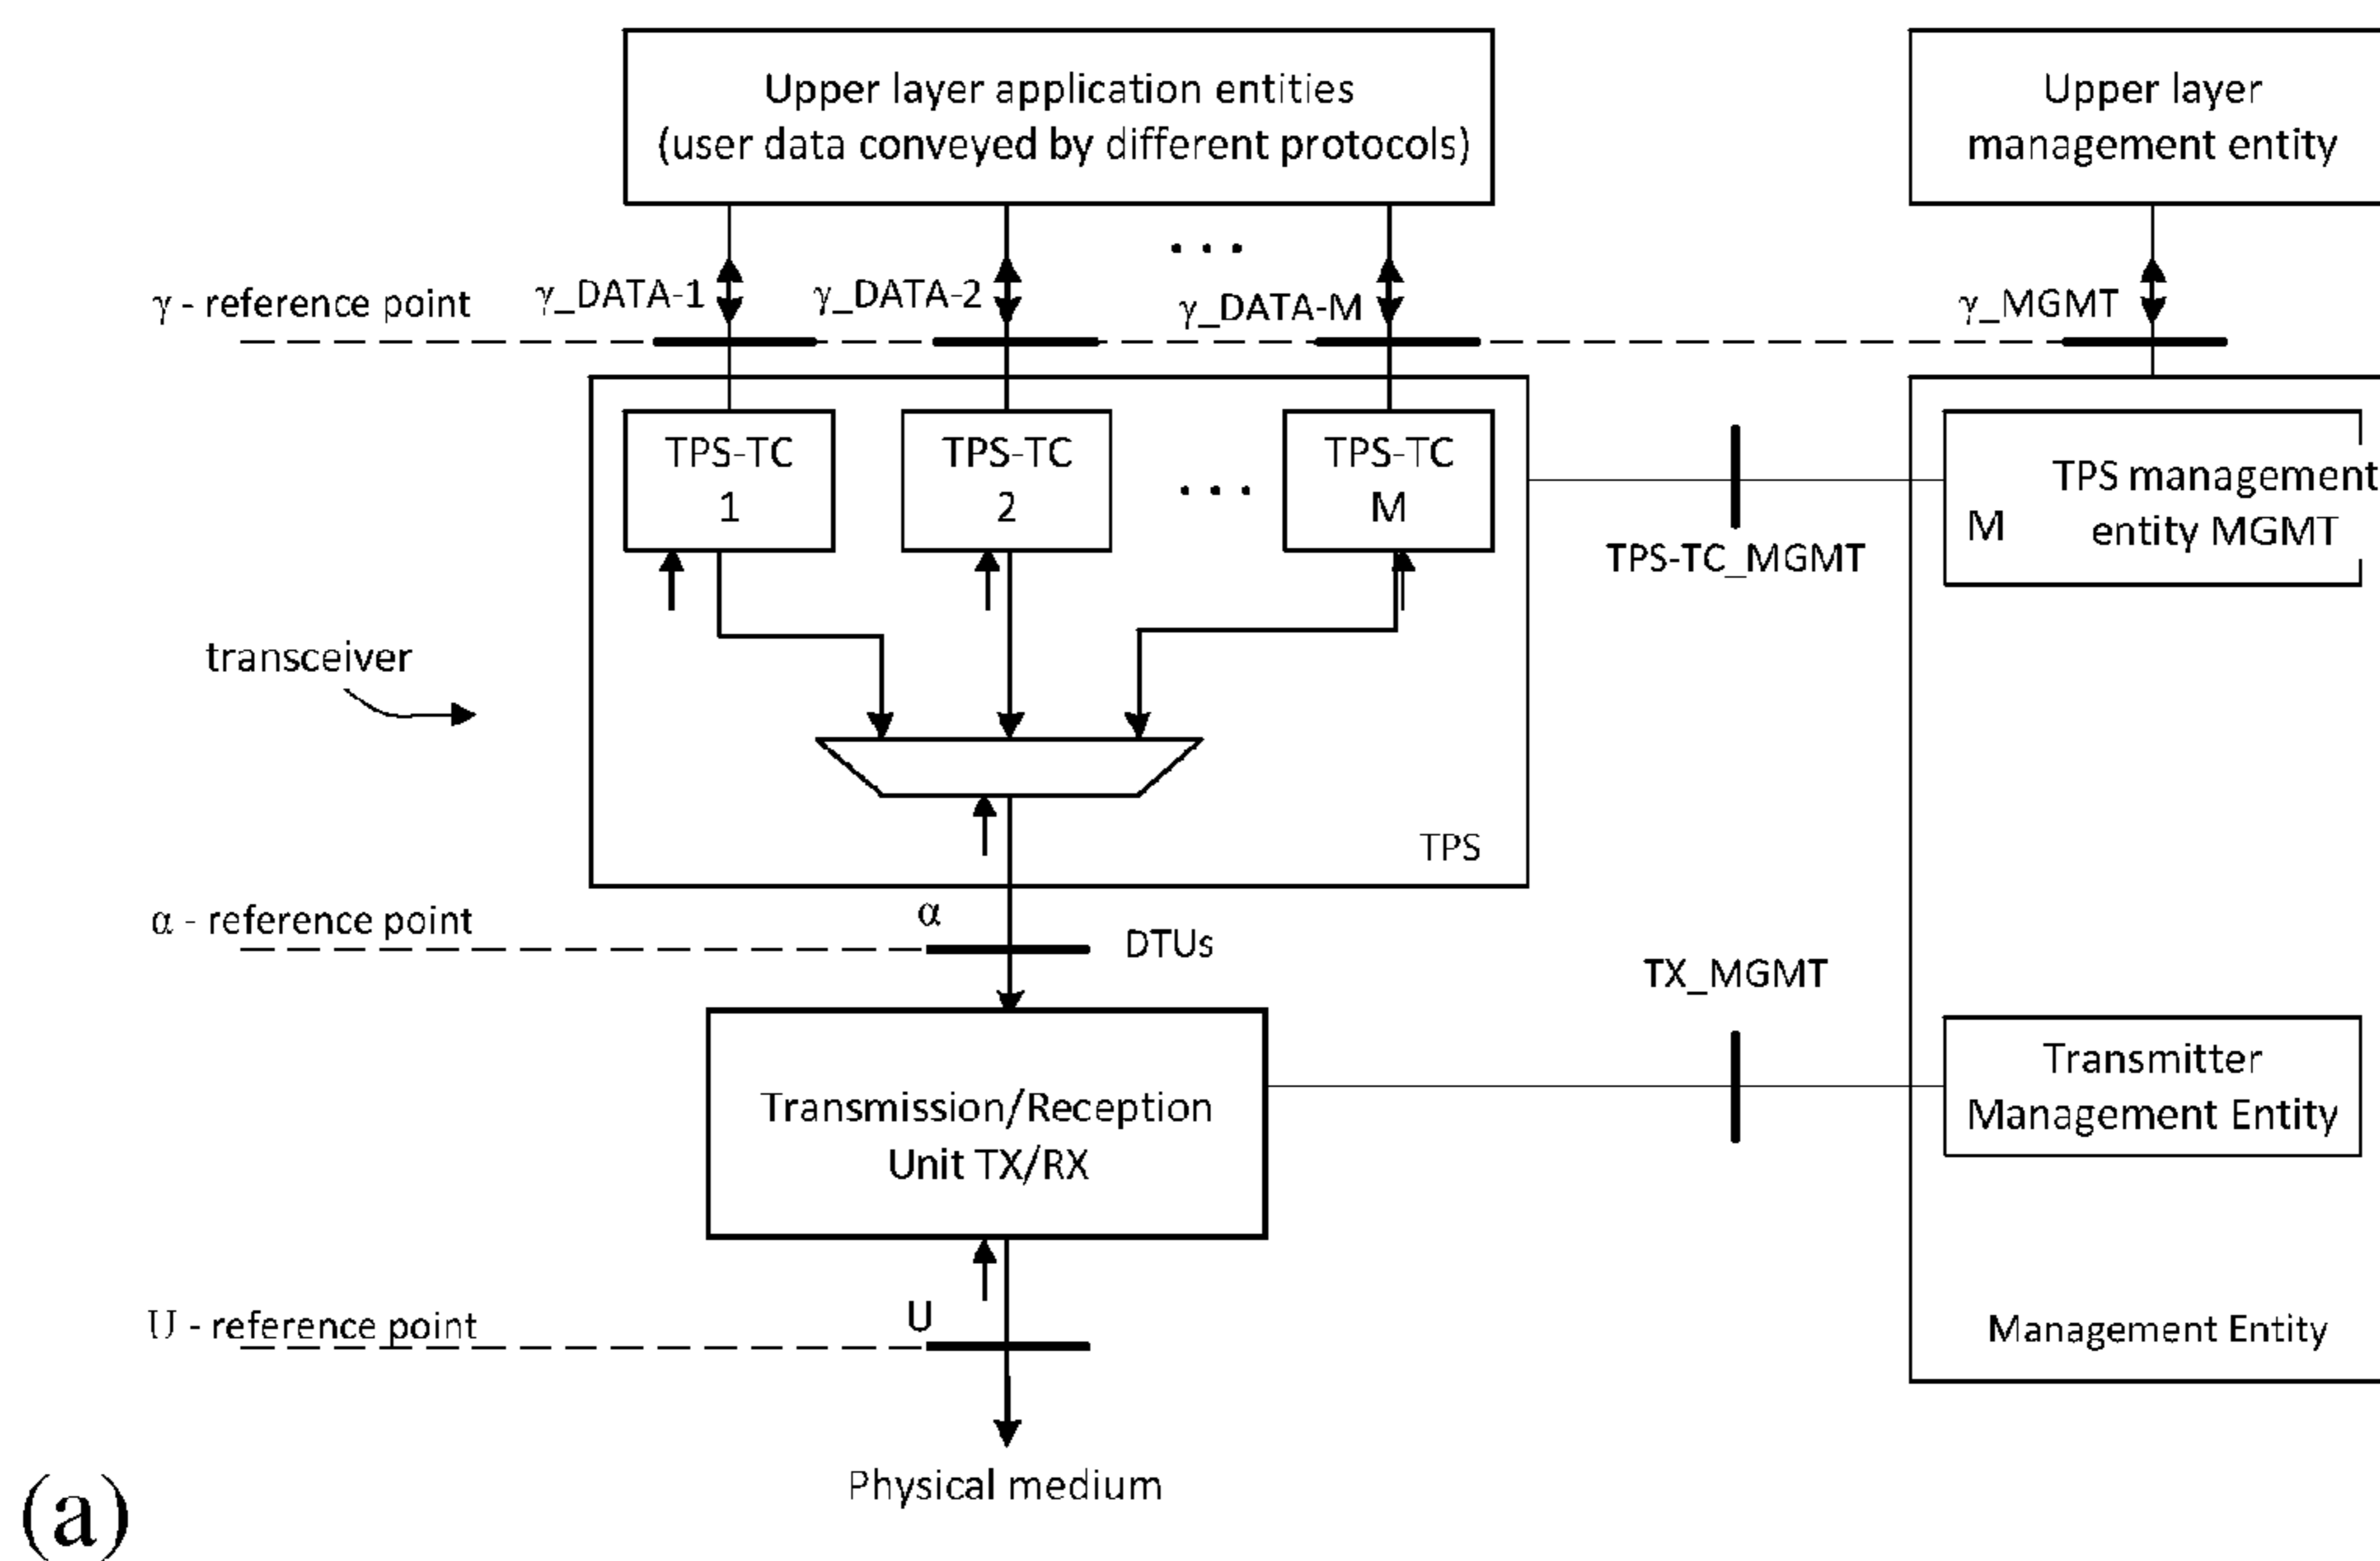 Upper layer application entities
(user data conveyed by different protocols)
Upper layer
management entity
...
γ - reference point
γ_DATA-1
γ_DATA-2
γ_DATA-M
γ_MGMT
TPS-TC
1
TPS-TC
2
...
TPS-TC
M
TPS-TC_MGMT
M
TPS management
entity MGMT
transceiver
TPS
α - reference point
α
DTUs
TX_MGMT
Transmission/Reception
Unit TX/RX
Transmitter
Management Entity
U - reference point
U
Management Entity
Physical medium
(a)